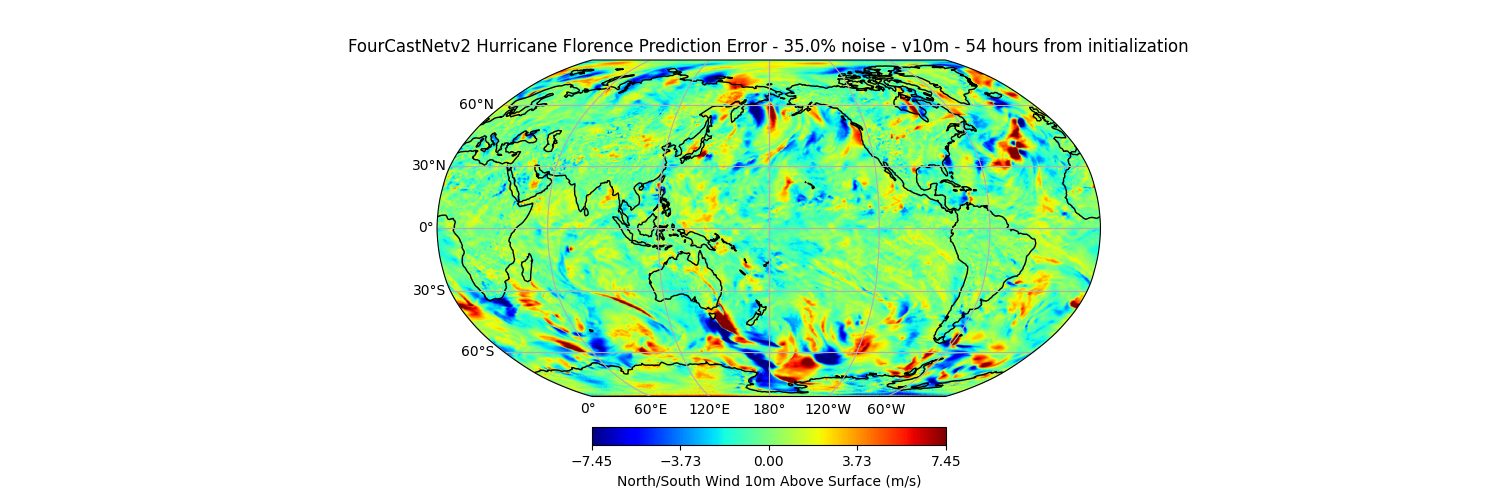 FourCastNetv2 Hurricane Florence Prediction Error - 35.0% noise - v10m - 54 hours from initialization
60°N
30°N
0°
30°S
60°S
0° 60°E 120°E 180° 120°W 60°W
−7.45 −3.73 0.00 3.73 7.45
North/South Wind 10m Above Surface (m/s)